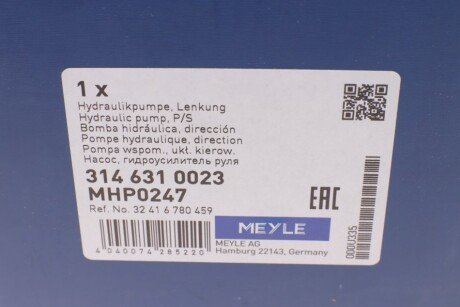 1 x
Hydraulikpumpe, Lenkung
Hydraulic pump, P/S
Bomba hidráulica, dirección
Pompe hydraulique, direction
Pompa wspom., ukł. kierow.
Насос, гидроусилитель руля
314 631 0023
MHP0247
Ref. No. 32 41 6 780 459
EAC
MEYLE
MEYLE AG
Hamburg 22143, Germany
4 040074 285220
000U335